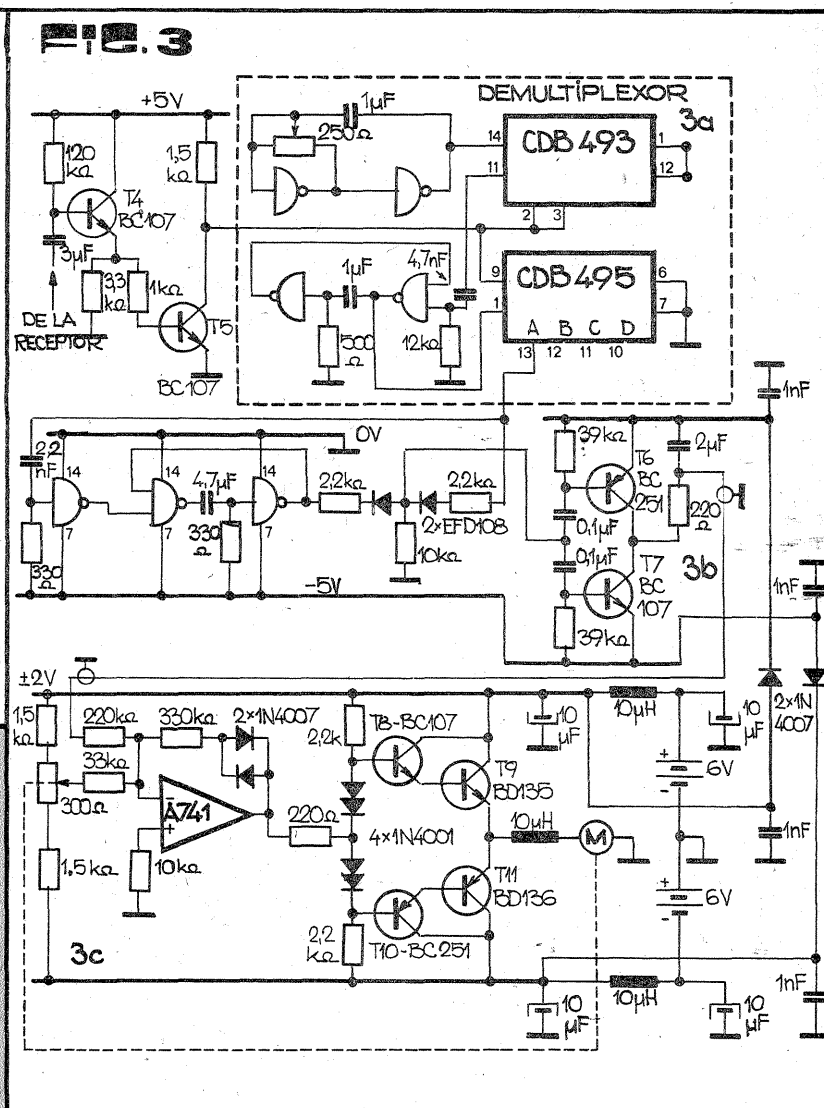 FIG. 3
+5V
120 kΩ
1,5 kΩ
T4
BC107
3µF
3,3 kΩ
1kΩ
DE LA RECEPTOR
T5
BC107
DEMULTIPLEXOR
3a
1µF
250Ω
14
11
CDB 493
1
12
2
3
4,7nF
1µF
500 Ω
12kΩ
9
1
CDB 495
6
7
A B C D
13 12 11 10
1nF
0V
2,2 nF
14
14
14
4,7µF
7
7
7
330 Ω
330 Ω
2,2kΩ
2,2kΩ
2×EFD108
10kΩ
-5V
39kΩ
T6
BC 251
2µF
220 Ω
0,1µF
0,1µF
T7
BC 107
3b
39kΩ
1nF
±2V
1,5 kΩ
220kΩ
330kΩ
2×1N4007
33kΩ
300Ω
A741
-
+
10kΩ
1,5kΩ
3c
2,2k
T8-BC107
T9
BD135
220Ω
4×1N4001
10µH
M
T11
BD136
2,2 kΩ
T10-BC251
10 µF
10µH
10 µF
2×1N 4007
+
6V
-
1nF
+
6V
-
10 µF
10µH
10 µF
1nF